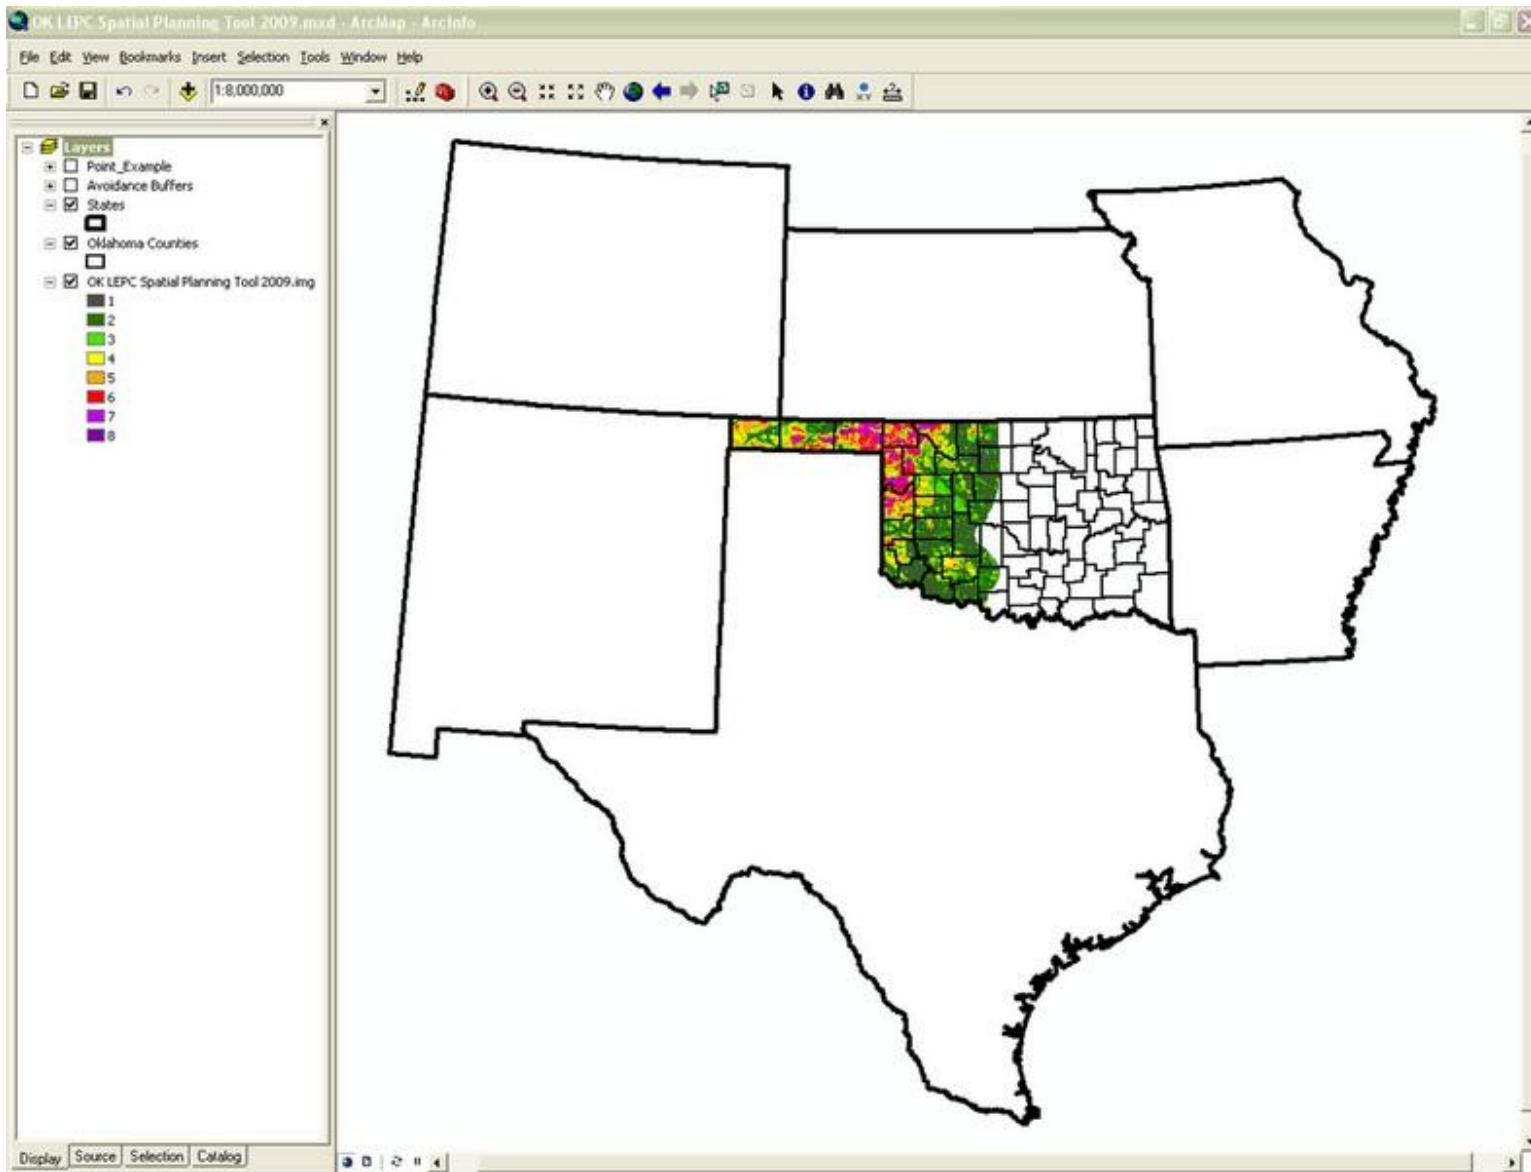 OK LEPC Spatial Planning Tool 2009.mxd - ArcMap - ArcInfo
File Edit View Bookmarks Insert Selection Tools Window Help
1:8,000,000
Layers
Point_Example
Avoidance Buffers
States
Oklahoma Counties
OK LEPC Spatial Planning Tool 2009.img
1
2
3
4
5
6
7
8
Display Source Selection Catalog